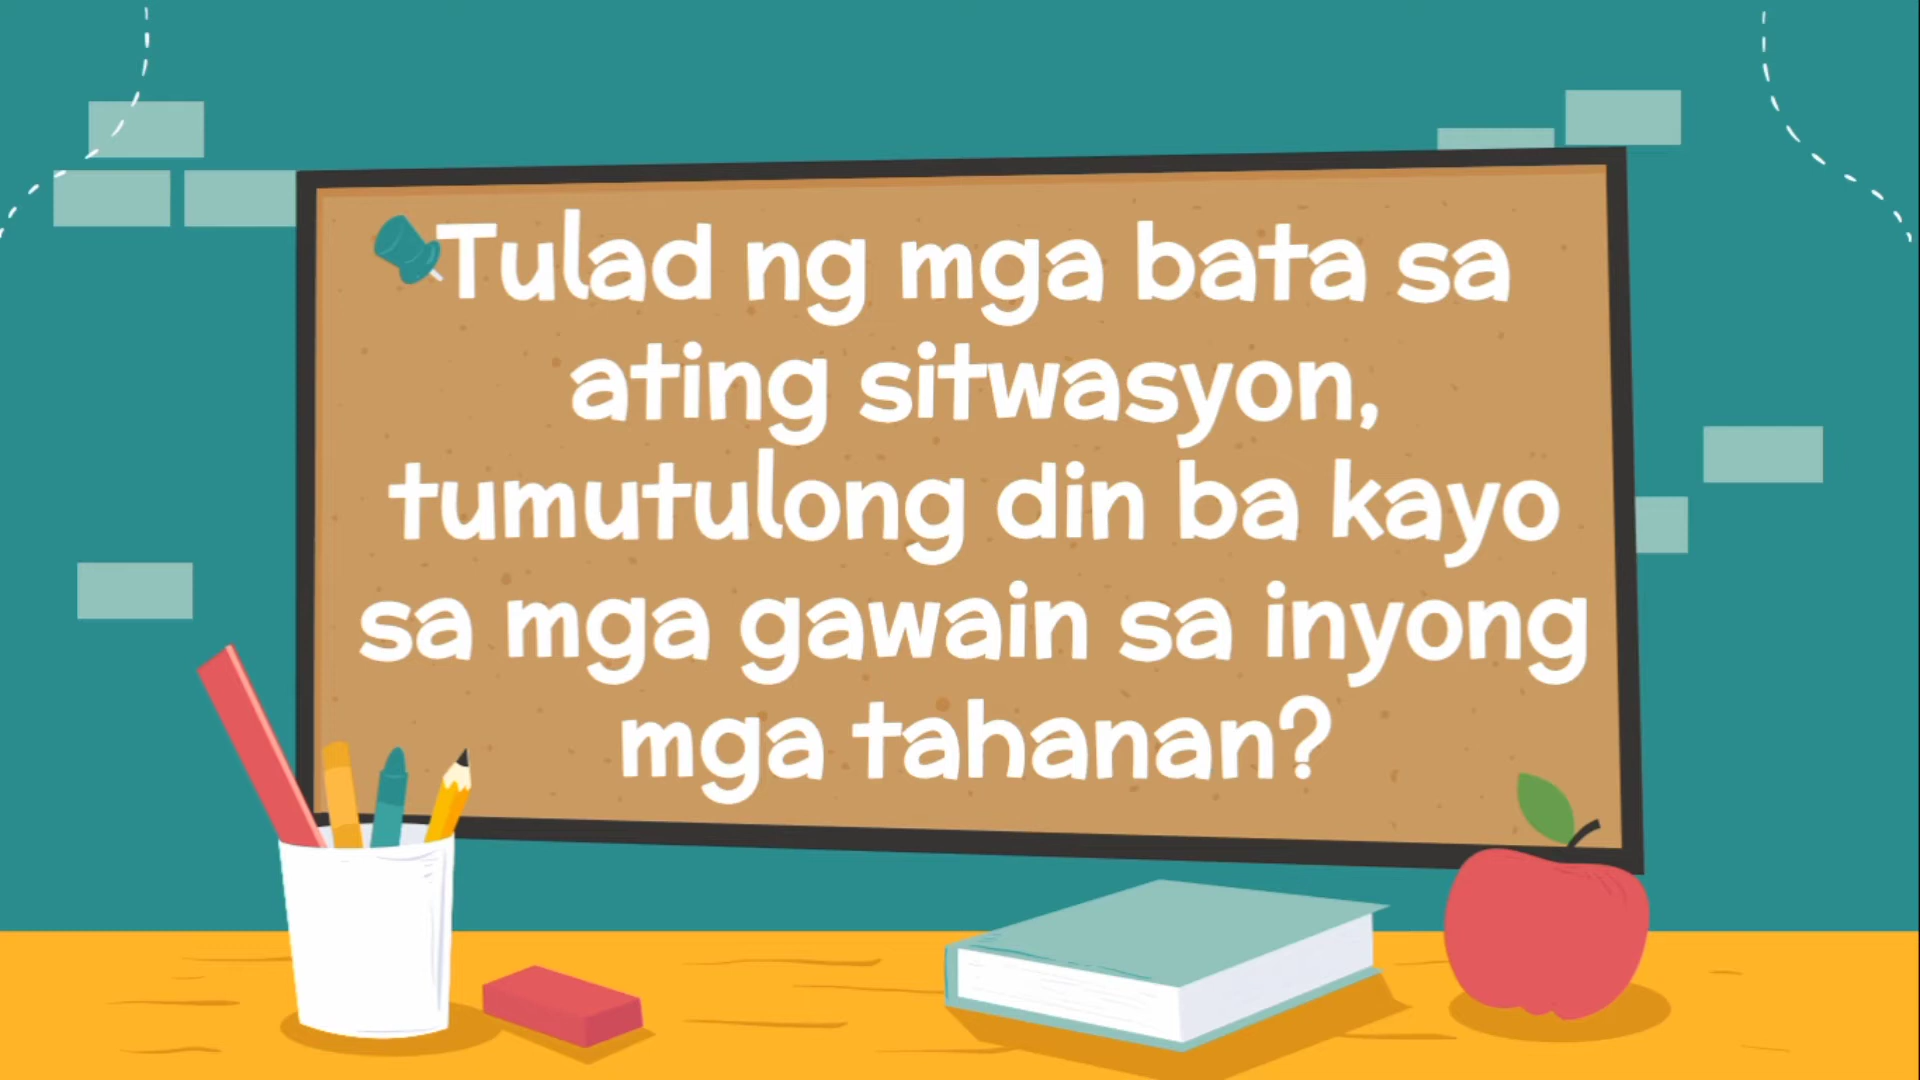 Tulad ng mga bata sa
ating sitwasyon,
tumutulong din ba kayo
sa mga gawain sa inyong
mga tahanan?